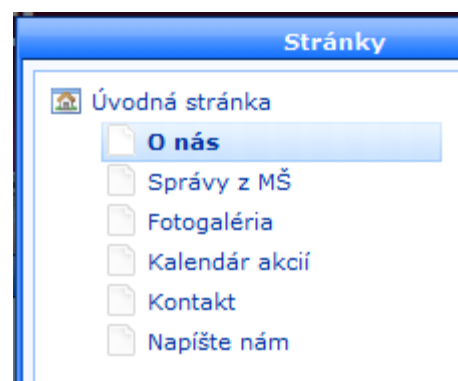 Stránky
Úvodná stránka
O nás
Správy z MŠ
Fotogaléria
Kalendár akcií
Kontakt
Napíšte nám